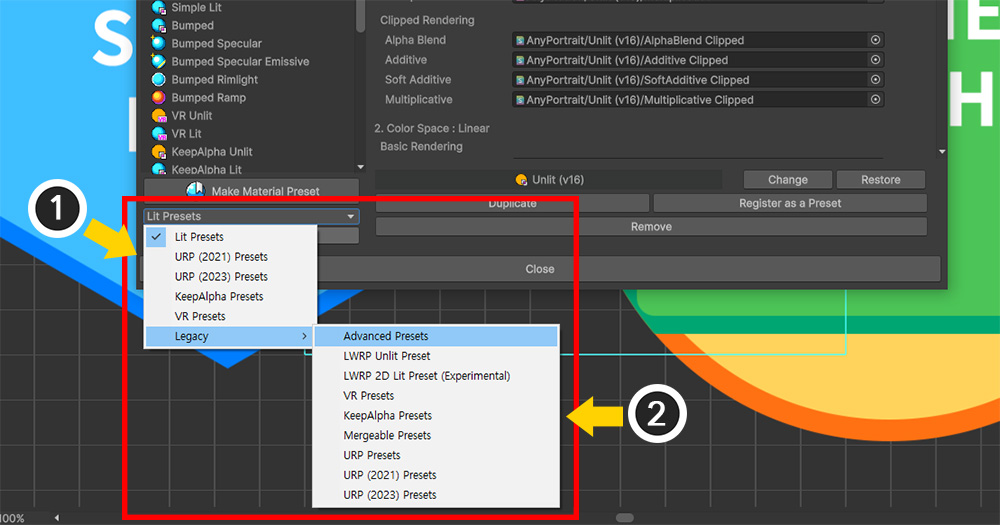 Simple Lit
Bumped
Bumped Specular
Bumped Specular Emissive
Bumped Rimlight
Bumped Ramp
VR Unlit
VR Lit
KeepAlpha Unlit
KeepAlpha Lit
Make Material Preset
Lit Presets
Clipped Rendering
Alpha Blend AnyPortrait/Unlit (v16)/AlphaBlend Clipped
Additive AnyPortrait/Unlit (v16)/Additive Clipped
Soft Additive AnyPortrait/Unlit (v16)/SoftAdditive Clipped
Multiplicative AnyPortrait/Unlit (v16)/Multiplicative Clipped
2. Color Space : Linear
Basic Rendering
Unlit (v16) Change Restore
Duplicate Register as a Preset
Remove
Close
1
Lit Presets
URP (2021) Presets
URP (2023) Presets
KeepAlpha Presets
VR Presets
Legacy
Advanced Presets
LWRP Unlit Preset
LWRP 2D Lit Preset (Experimental)
VR Presets
KeepAlpha Presets
Mergeable Presets
URP Presets
URP (2021) Presets
URP (2023) Presets
2
100%